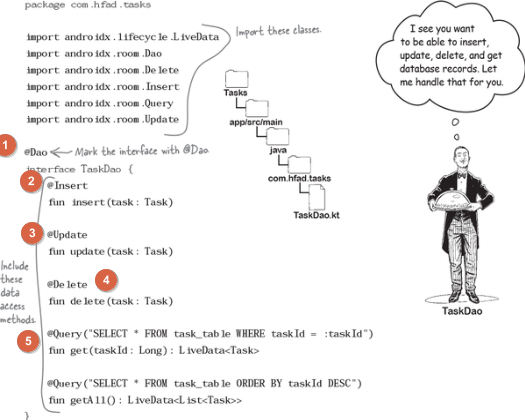 package com.hfad.tasks
import androidx.lifecycle.LiveData
import androidx.room.Dao
import androidx.room.Delete
import androidx.room.Insert
import androidx.room.Query
import androidx.room.Update
Import these classes.
I see you want
to be able to insert,
update, delete, and get
database records. Let
me handle that for you.
Tasks
app/src/main
java
com.hfad.tasks
TaskDao.kt
TaskDao
1
@Dao
Mark the interface with @Dao.
interface TaskDao {
2
@Insert
fun insert(task: Task)
3
@Update
fun update(task: Task)
@Delete
4
fun delete(task: Task)
Include
these
data
access
methods.
5
@Query("SELECT * FROM task_table WHERE taskId = :taskId")
fun get(taskId: Long): LiveData<Task>
@Query("SELECT * FROM task_table ORDER BY taskId DESC")
fun getAll(): LiveData<List<Task>>
}